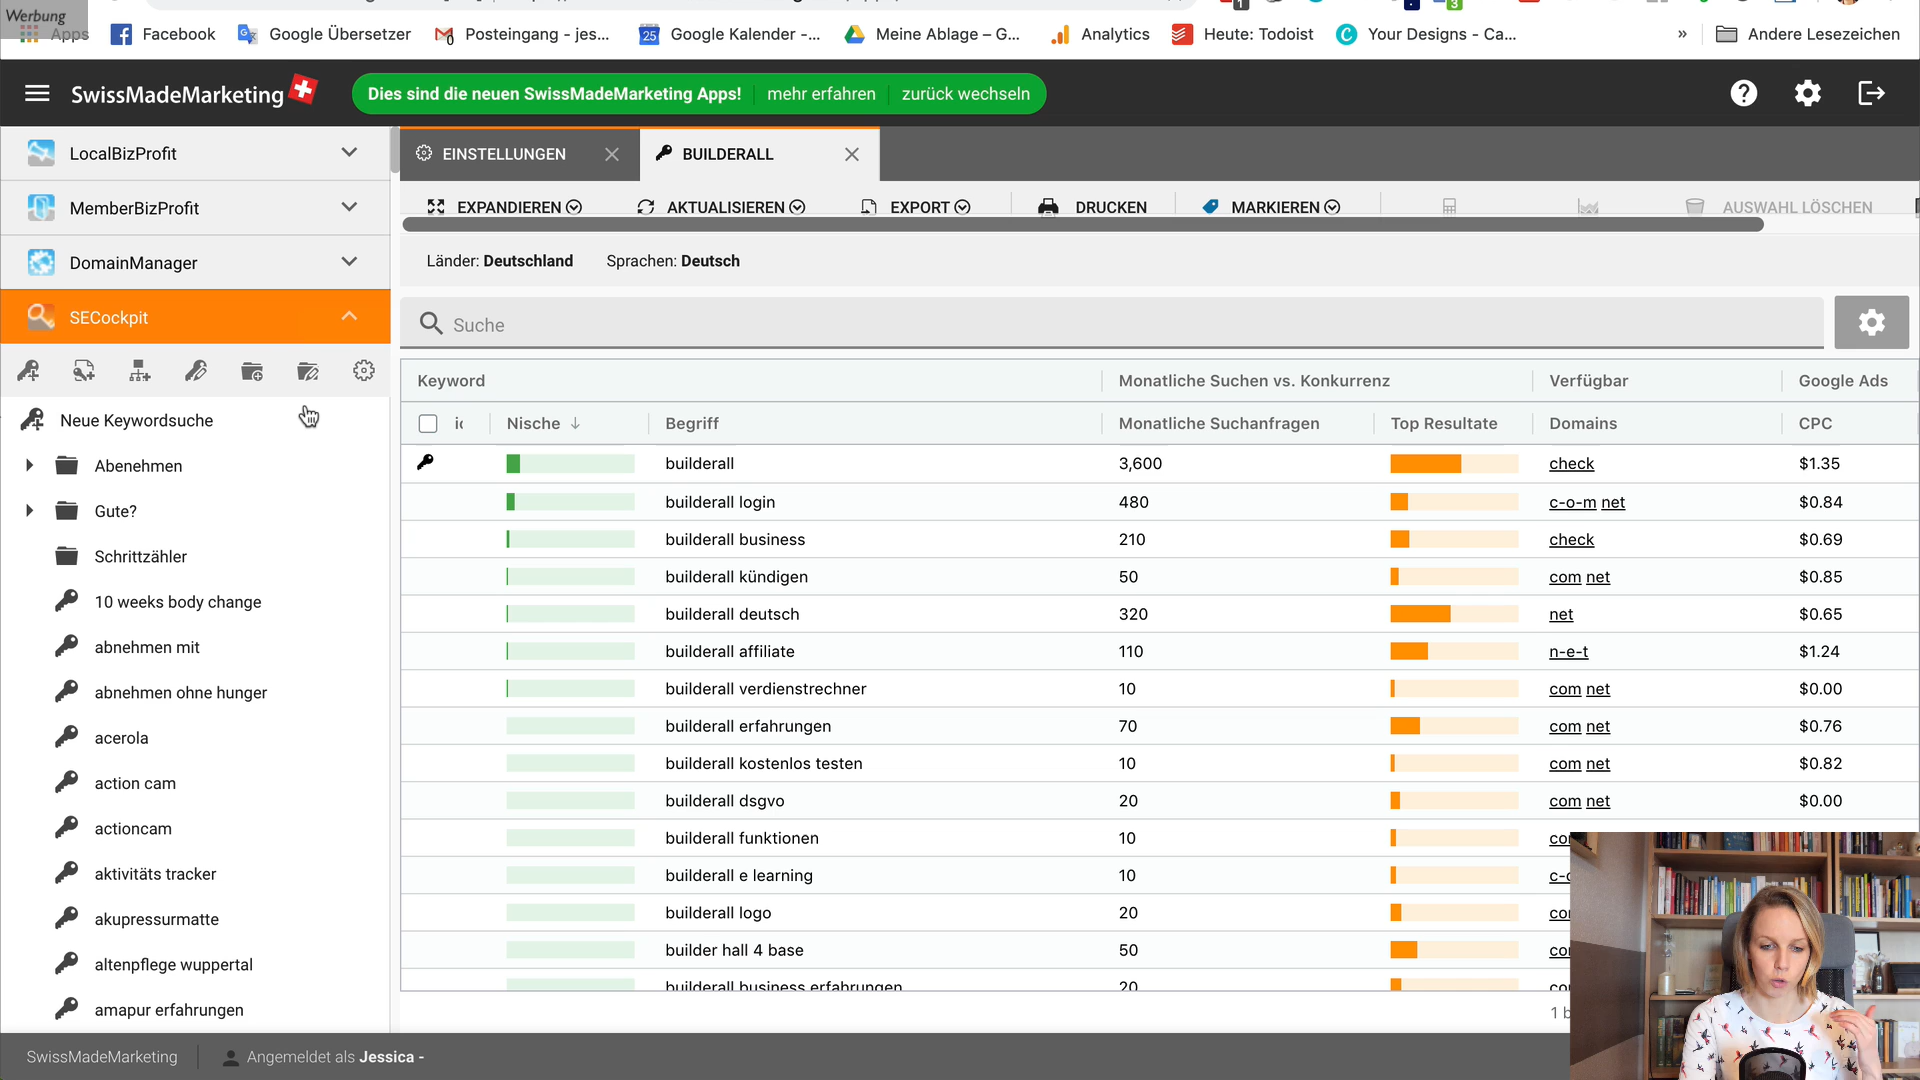 Werbung
Apps Facebook Google Übersetzer Posteingang - jes... 25 Google Kalender -... Meine Ablage – G... Analytics Heute: Todoist Your Designs - Ca... » Andere Lesezeichen
SwissMadeMarketing Dies sind die neuen SwissMadeMarketing Apps! mehr erfahren zurück wechseln
LocalBizProfit
MemberBizProfit
DomainManager
SECockpit
Neue Keywordsuche
Abenehmen
Gute?
Schrittzähler
10 weeks body change
abnehmen mit
abnehmen ohne hunger
acerola
action cam
actioncam
aktivitäts tracker
akupressurmatte
altenpflege wuppertal
amapur erfahrungen
EINSTELLUNGEN BUILDERALL
EXPANDIEREN AKTUALISIEREN EXPORT DRUCKEN MARKIEREN AUSWAHL LÖSCHEN
Länder: Deutschland Sprachen: Deutsch
Suche
Keyword Monatliche Suchen vs. Konkurrenz Verfügbar Google Ads
Nische Begriff Monatliche Suchanfragen Top Resultate Domains CPC
builderall 3,600 check $1.35
builderall login 480 c-o-m net $0.84
builderall business 210 check $0.69
builderall kündigen 50 com net $0.85
builderall deutsch 320 net $0.65
builderall affiliate 110 n-e-t $1.24
builderall verdienstrechner 10 com net $0.00
builderall erfahrungen 70 com net $0.76
builderall kostenlos testen 10 com net $0.82
builderall dsgvo 20 com net $0.00
builderall funktionen 10
builderall e learning 10
builderall logo 20
builder hall 4 base 50
builderall business erfahrungen 20
SwissMadeMarketing Angemeldet als Jessica -